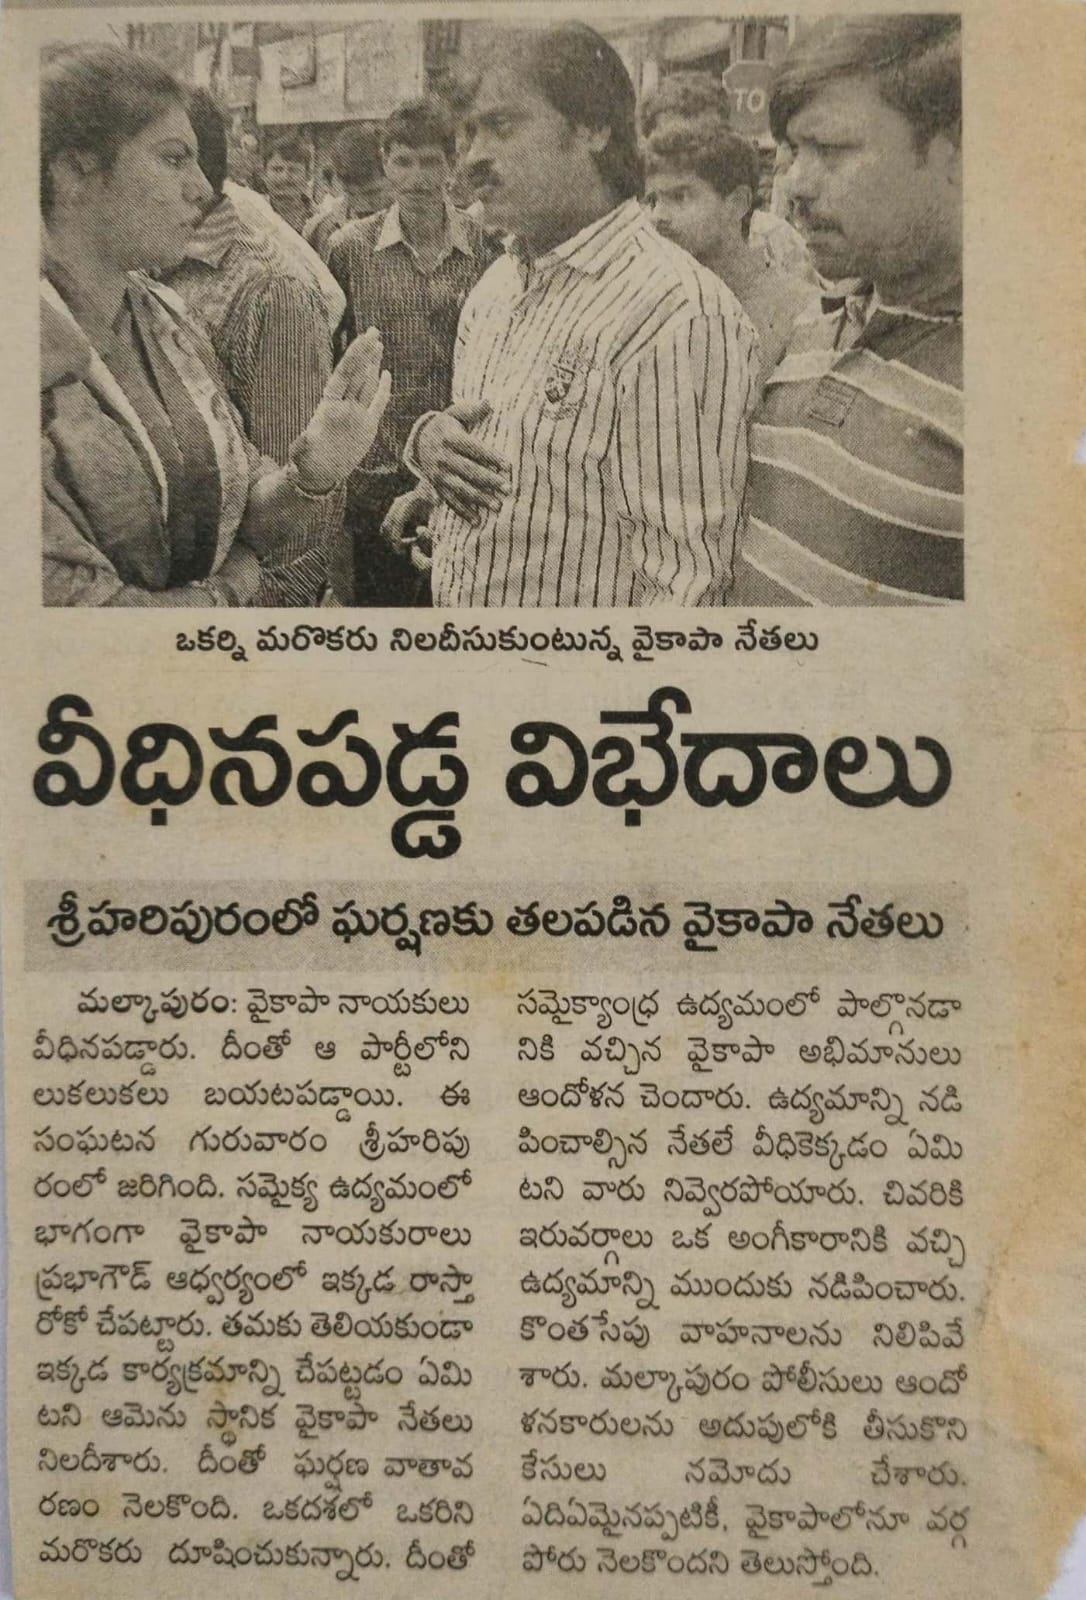 TO
ఒకర్ని మరొకరు నిలదీసుకుంటున్న వైకాపా నేతలు
వీధినపడ్డ విభేదాలు
శ్రీహరిపురంలో ఘర్షణకు తలపడిన వైకాపా నేతలు
మల్కాపురం: వైకాపా నాయకులు
వీధినపడ్డారు. దీంతో ఆ పార్టీలోని
లుకలుకలు బయటపడ్డాయి. ఈ
సంఘటన గురువారం శ్రీహరిపు
రంలో జరిగింది. సమైక్య ఉద్యమంలో
భాగంగా వైకాపా నాయకురాలు
ప్రభాగౌడ్ ఆధ్వర్యంలో ఇక్కడ రాస్తా
రోకో చేపట్టారు. తమకు తెలియకుండా
ఇక్కడ కార్యక్రమాన్ని చేపట్టడం ఏమి
టని ఆమెను స్థానిక వైకాపా నేతలు
నిలదీశారు. దీంతో ఘర్షణ వాతావ
రణం నెలకొంది. ఒకదశలో ఒకరిని
మరొకరు దూషించుకున్నారు. దీంతో
సమైక్యాంధ్ర ఉద్యమంలో పాల్గొనడా
నికి వచ్చిన వైకాపా అభిమానులు
ఆందోళన చెందారు. ఉద్యమాన్ని నడి
పించాల్సిన నేతలే వీధికెక్కడం ఏమి
టని వారు నివ్వెరపోయారు. చివరికి
ఇరువర్గాలు ఒక అంగీకారానికి వచ్చి
ఉద్యమాన్ని ముందుకు నడిపించారు.
కొంతసేపు వాహనాలను నిలిపివే
శారు. మల్కాపురం పోలీసులు ఆందో
ళనకారులను అదుపులోకి తీసుకొని
కేసులు నమోదు చేశారు.
ఏదిఏమైనప్పటికీ, వైకాపాలోనూ వర్గ
పోరు నెలకొందని తెలుస్తోంది.